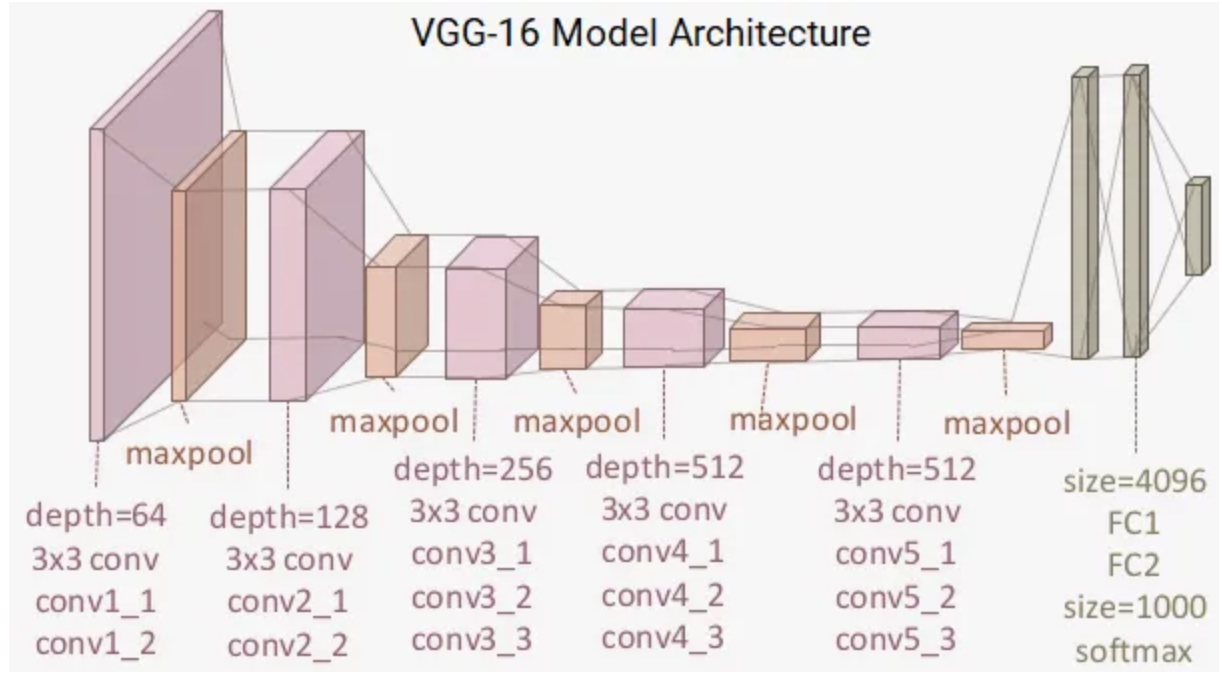 VGG-16 Model Architecture
maxpool
depth=64
3x3 conv
conv1_1
conv1_2
depth=128
3x3 conv
conv2_1
conv2_2
maxpool
depth=256
3x3 conv
conv3_1
conv3_2
conv3_3
maxpool
depth=512
3x3 conv
conv4_1
conv4_2
conv4_3
maxpool
depth=512
3x3 conv
conv5_1
conv5_2
conv5_3
maxpool
size=4096
FC1
FC2
size=1000
softmax